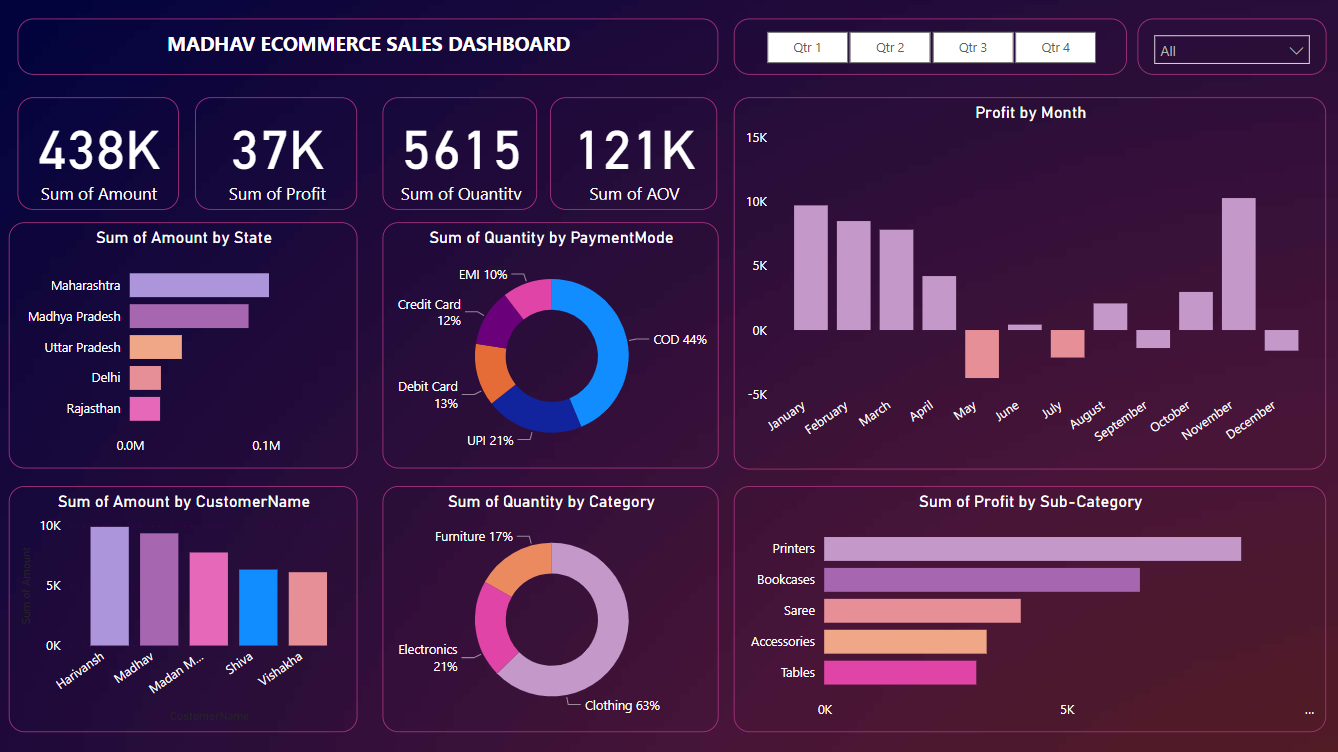 MADHAV ECOMMERCE SALES DASHBOARD
Qtr 1
Qtr 2
Qtr 3
Qtr 4
All
438K
Sum of Amount
37K
Sum of Profit
5615
Sum of Quantity
121K
Sum of AOV
Profit by Month
15K
10K
5K
0K
-5K
January
February
March
April
May
June
July
August
September
October
November
December
Sum of Amount by State
Maharashtra
Madhya Pradesh
Uttar Pradesh
Delhi
Rajasthan
0.0M
0.1M
Sum of Quantity by PaymentMode
EMI 10%
Credit Card
12%
Debit Card
13%
UPI 21%
COD 44%
Sum of Amount by CustomerName
Sum of Amount
10K
5K
0K
Harivansh
Madhav
Madan M...
Shiva
Vishakha
CustomerName
Sum of Quantity by Category
Furniture 17%
Electronics
21%
Clothing 63%
Sum of Profit by Sub-Category
Printers
Bookcases
Saree
Accessories
Tables
0K
5K
...